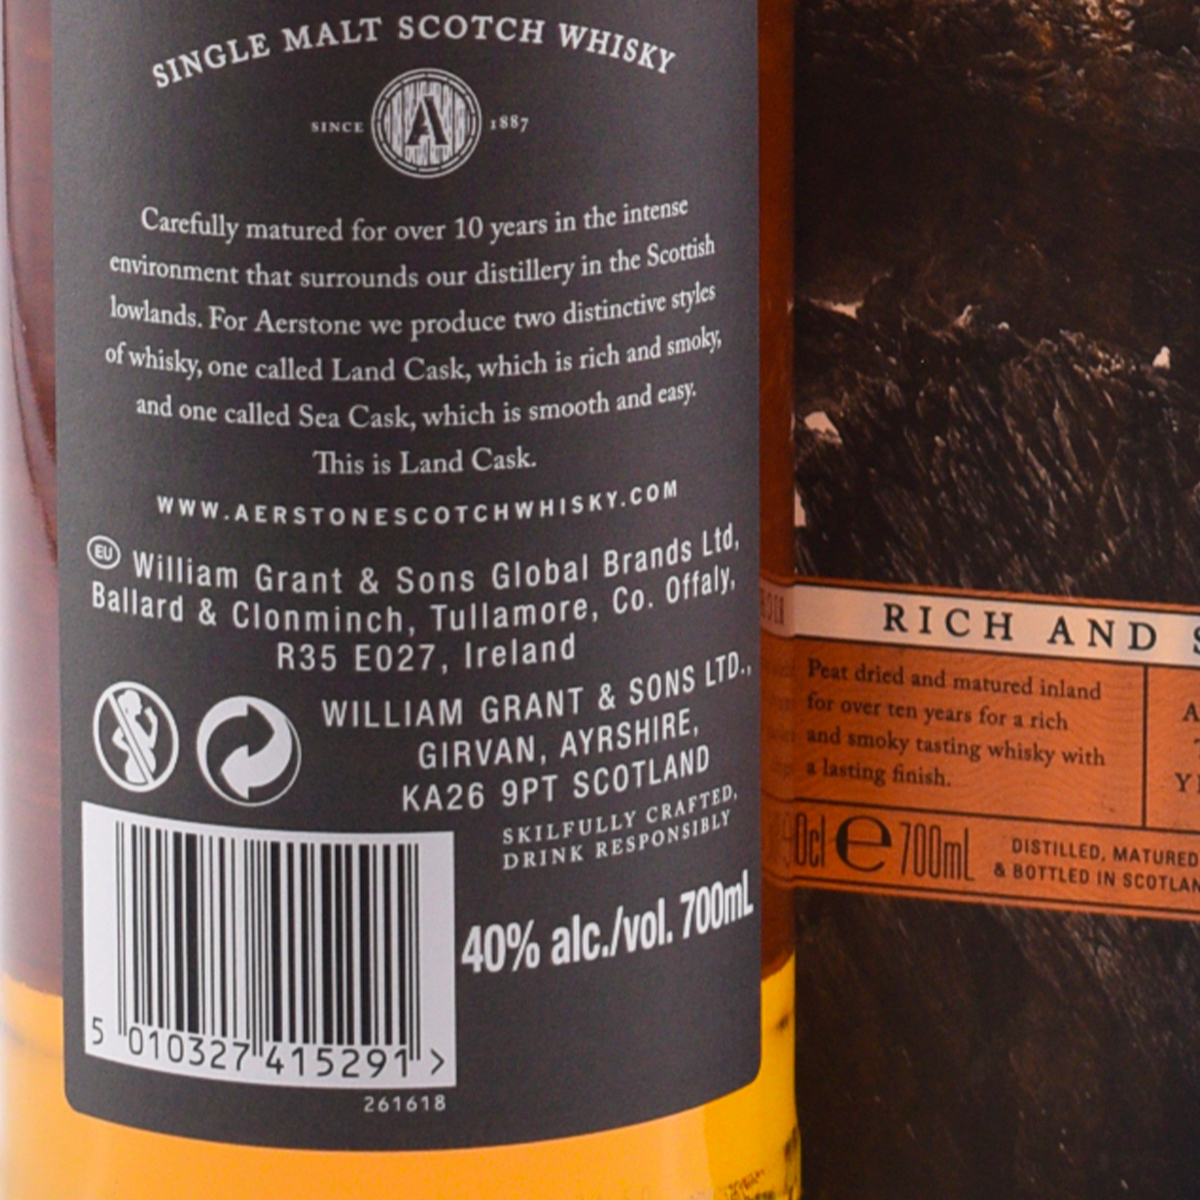 SINGLE MALT SCOTCH WHISKY
SINCE A 1887
Carefully matured for over 10 years in the intense
environment that surrounds our distillery in the Scottish
lowlands. For Aerstone we produce two distinctive styles
of whisky, one called Land Cask, which is rich and smoky,
and one called Sea Cask, which is smooth and easy.
This is Land Cask.
WWW.AERSTONESCOTCHWHISKY.COM
EU William Grant & Sons Global Brands Ltd,
Ballard & Clonminch, Tullamore, Co. Offaly,
R35 E027, Ireland
WILLIAM GRANT & SONS LTD.,
GIRVAN, AYRSHIRE,
KA26 9PT SCOTLAND
SKILFULLY CRAFTED,
DRINK RESPONSIBLY
40% alc./vol. 700mL
5 010327 415291 >
261618
RICH AND
Peat dried and matured inland
for over ten years for a rich
and smoky tasting whisky with
a lasting finish.
0cl e 700mL
DISTILLED, MATURED
& BOTTLED IN SCOTLAN